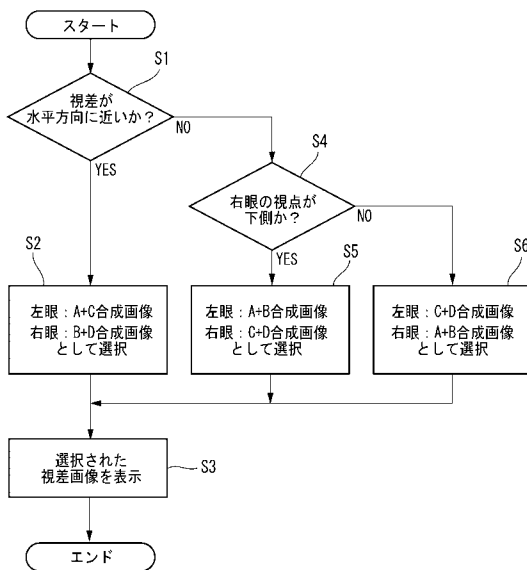 スタート
S1
視差が
水平方向に近いか？
NO
YES
S4
右眼の視点が
下側か？
NO
YES
S2
左眼：A+C合成画像
右眼：B+D合成画像
として選択
S5
左眼：A+B合成画像
右眼：C+D合成画像
として選択
S6
左眼：C+D合成画像
右眼：A+B合成画像
として選択
選択された
視差画像を表示
S3
エンド